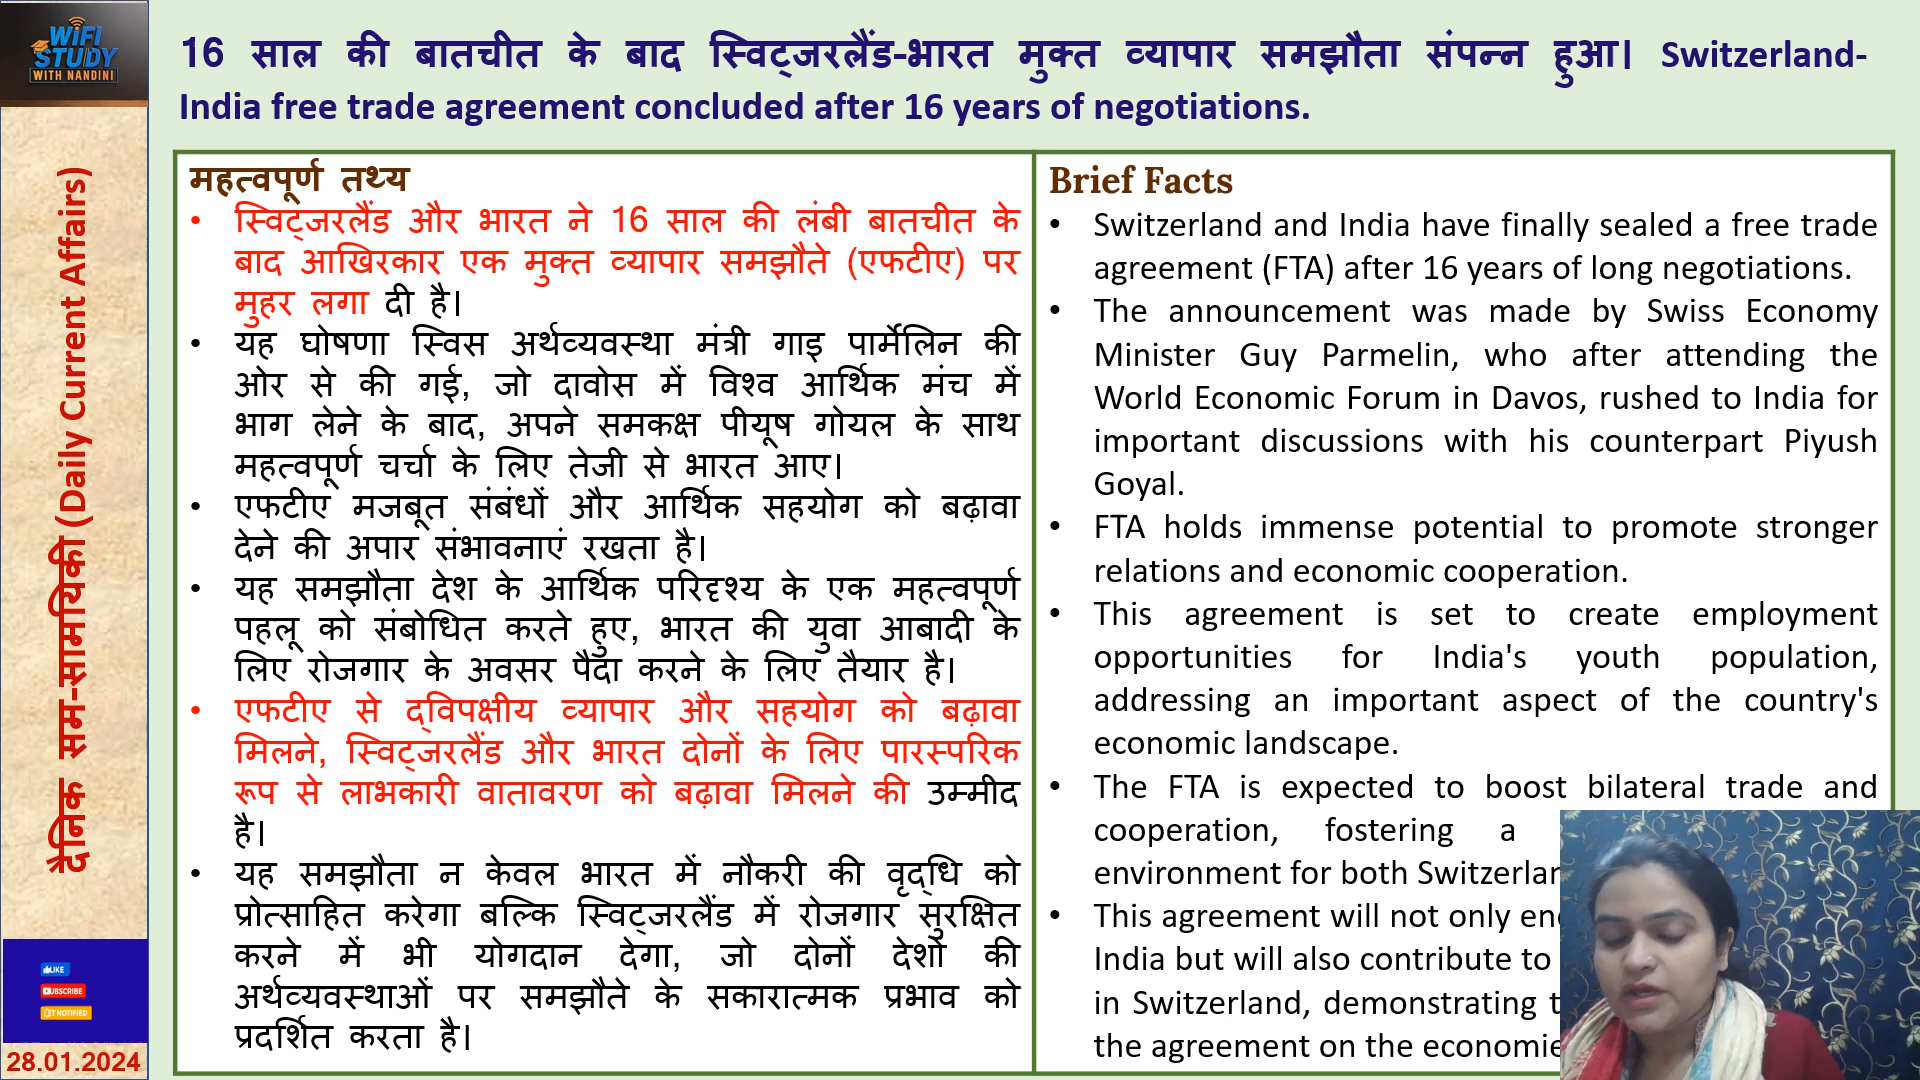 WiFi
STUDY
WITH NANDINI
दैनिक सम-सामयिकी (Daily Current Affairs)
LIKE
SUBSCRIBE
GET NOTIFIED
28.01.2024
16 साल की बातचीत के बाद स्विट्जरलैंड-भारत मुक्त व्यापार समझौता संपन्न हुआ। Switzerland-
India free trade agreement concluded after 16 years of negotiations.
महत्वपूर्ण तथ्य
• स्विट्जरलैंड और भारत ने 16 साल की लंबी बातचीत के
बाद आखिरकार एक मुक्त व्यापार समझौते (एफटीए) पर
मुहर लगा दी है।
• यह घोषणा स्विस अर्थव्यवस्था मंत्री गाइ पार्मेलिन की
ओर से की गई, जो दावोस में विश्व आर्थिक मंच में
भाग लेने के बाद, अपने समकक्ष पीयूष गोयल के साथ
महत्वपूर्ण चर्चा के लिए तेजी से भारत आए।
• एफटीए मजबूत संबंधों और आर्थिक सहयोग को बढ़ावा
देने की अपार संभावनाएं रखता है।
• यह समझौता देश के आर्थिक परिदृश्य के एक महत्वपूर्ण
पहलू को संबोधित करते हुए, भारत की युवा आबादी के
लिए रोजगार के अवसर पैदा करने के लिए तैयार है।
• एफटीए से द्विपक्षीय व्यापार और सहयोग को बढ़ावा
मिलने, स्विट्जरलैंड और भारत दोनों के लिए पारस्परिक
रूप से लाभकारी वातावरण को बढ़ावा मिलने की उम्मीद
है।
• यह समझौता न केवल भारत में नौकरी की वृद्धि को
प्रोत्साहित करेगा बल्कि स्विट्जरलैंड में रोजगार सुरक्षित
करने में भी योगदान देगा, जो दोनों देशों की
अर्थव्यवस्थाओं पर समझौते के सकारात्मक प्रभाव को
प्रदर्शित करता है।
Brief Facts
• Switzerland and India have finally sealed a free trade
agreement (FTA) after 16 years of long negotiations.
• The announcement was made by Swiss Economy
Minister Guy Parmelin, who after attending the
World Economic Forum in Davos, rushed to India for
important discussions with his counterpart Piyush
Goyal.
• FTA holds immense potential to promote stronger
relations and economic cooperation.
• This agreement is set to create employment
opportunities for India's youth population,
addressing an important aspect of the country's
economic landscape.
• The FTA is expected to boost bilateral trade and
cooperation, fostering a
environment for both
• This agreement will not only
India but will also contribute to
in Switzerland, demonstrating
the agreement on the